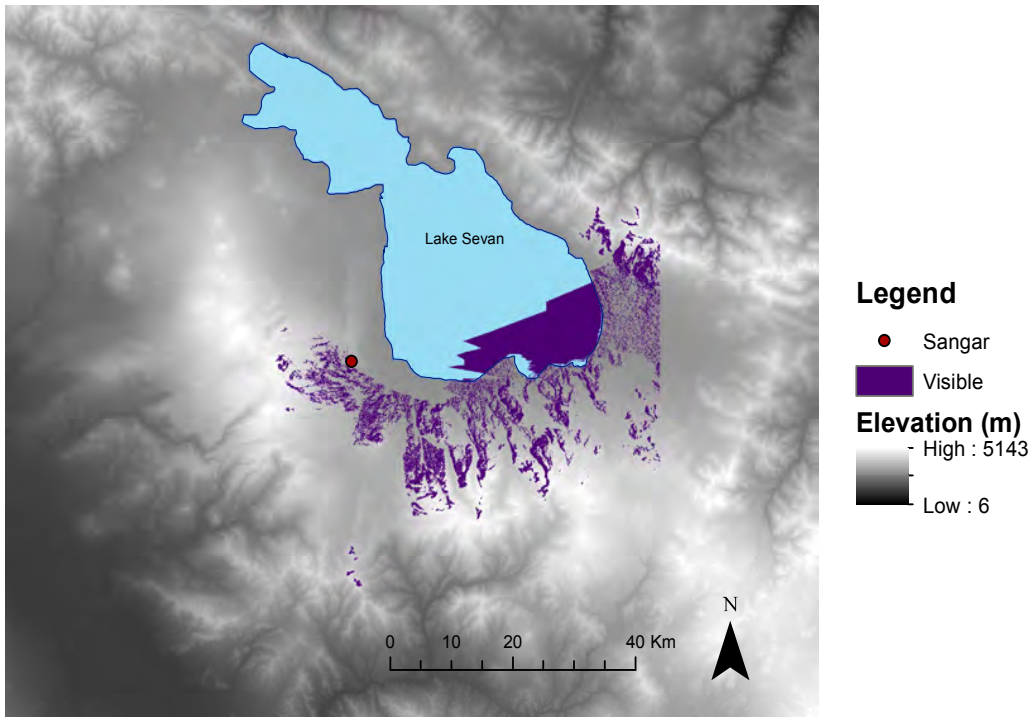 Lake Sevan
Legend
Sangar
Visible
Elevation (m)
High : 5143
Low : 6
N
0 10 20 40 Km